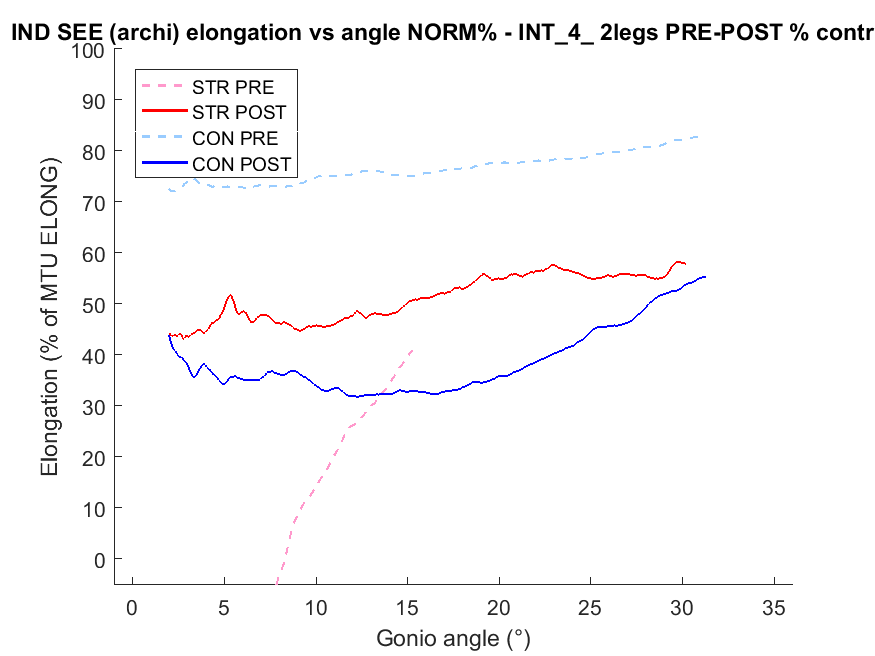 IND SEE (archi) elongation vs angle NORM% - INT_4_ 2legs PRE-POST % contr
100
90
80
70
60
50
40
30
20
10
0
Elongation (% of MTU ELONG)
STR PRE
STR POST
CON PRE
CON POST
0 5 10 15 20 25 30 35
Gonio angle (°)